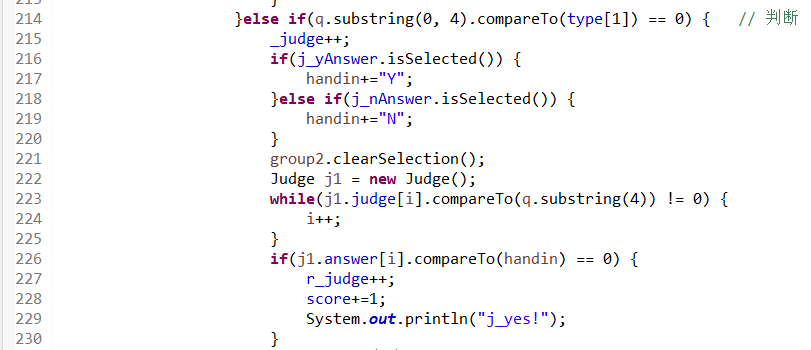 213 }
214 }else if(q.substring(0, 4).compareTo(type[1]) == 0) { // 判断
215 _judge++;
216 if(j_yAnswer.isSelected()) {
217 handin+="Y";
218 }else if(j_nAnswer.isSelected()) {
219 handin+="N";
220 }
221 group2.clearSelection();
222 Judge j1 = new Judge();
223 while(j1.judge[i].compareTo(q.substring(4)) != 0) {
224 i++;
225 }
226 if(j1.answer[i].compareTo(handin) == 0) {
227 r_judge++;
228 score+=1;
229 System.out.println("j_yes!");
230 }